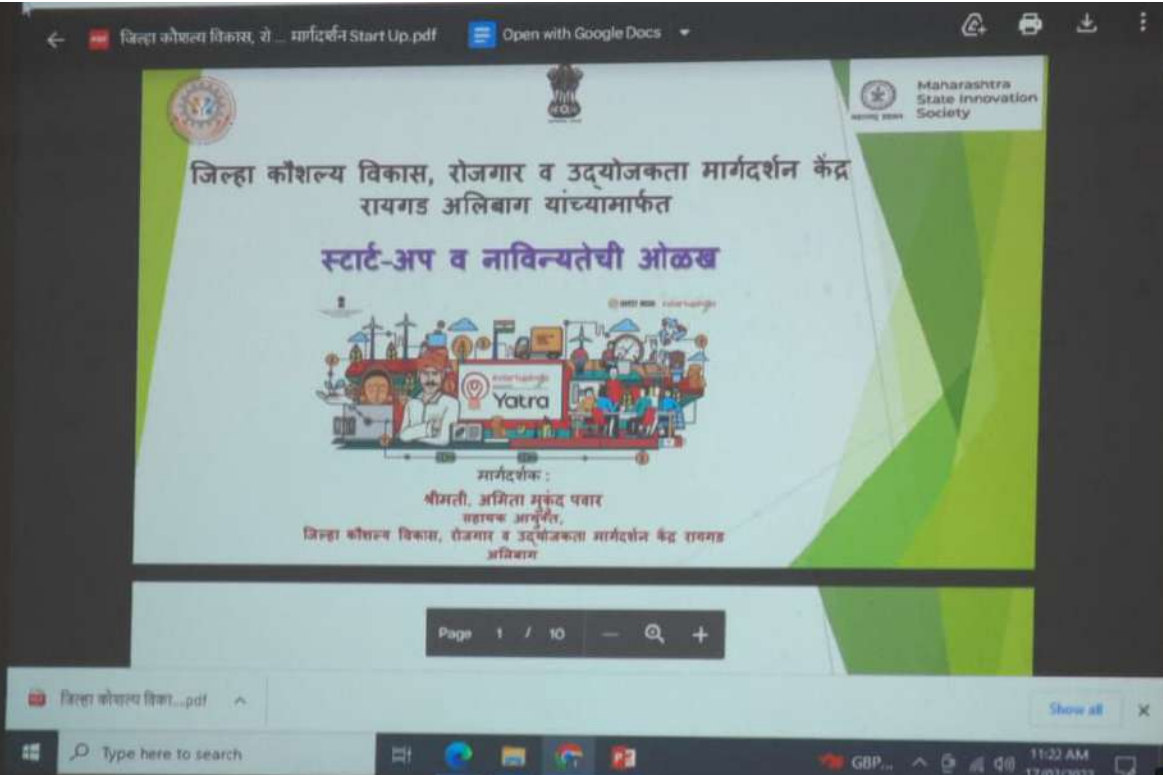 जिल्हा कौशल्य विकास, रो ... मार्गदर्शन Start Up.pdf
Open with Google Docs
Maharashtra
State Innovation
Society
जिल्हा कौशल्य विकास, रोजगार व उद्योजकता मार्गदर्शन केंद्र
रायगड अलिबाग यांच्यामार्फत
स्टार्ट-अप व नाविन्यतेची ओळख
Yatra
मार्गदर्शक :
श्रीमती. अमिता मुकुंद पवार
सहायक आयुक्त,
जिल्हा कौशल्य विकास, रोजगार व उद्योजकता मार्गदर्शन केंद्र रायगड
अलिबाग
Page 1 / 10
जिल्हा कौशल्य विका...pdf
Show all
Type here to search
GBP...
11:22 AM